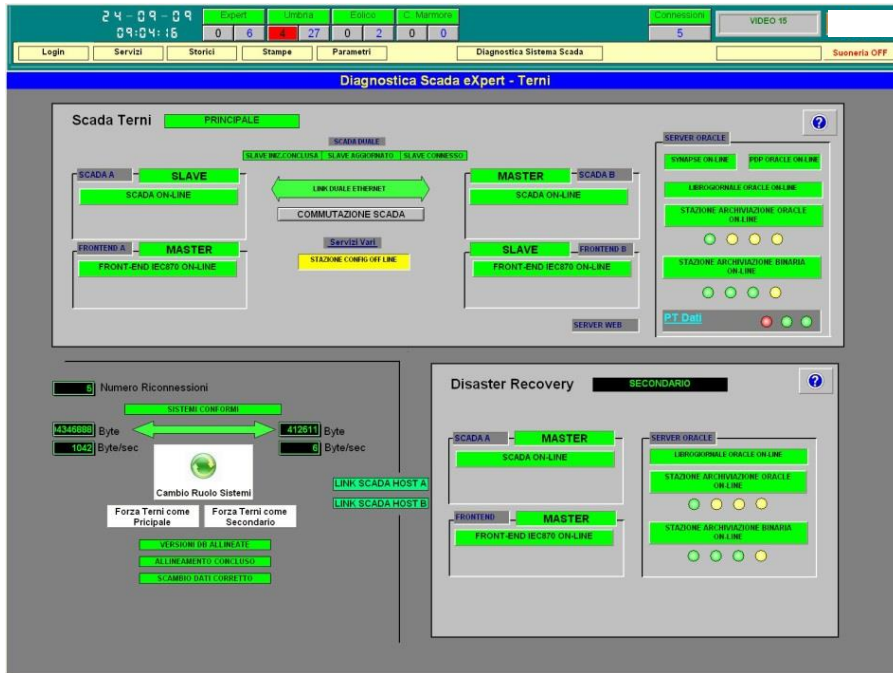 24-09-09 Expert Umbria Eolico C. Marmore Connessioni VIDEO 15
09:04:16 0 6 4 27 0 2 0 0 5
Login Servizi Storici Stampe Parametri Diagnostica Sistema Scada Suoneria OFF
Diagnostica Scada eXpert - Terni
Scada Terni PRINCIPALE ?
SCADA DUALE
SLAVE INIZ.CONCLUSA SLAVE AGGIORNATO SLAVE CONNESSO
SCADA A SLAVE
SCADA ON-LINE
LINK DUALE ETHERNET
COMMUTAZIONE SCADA
MASTER SCADA B
SCADA ON-LINE
FRONTEND A MASTER
FRONT-END IEC870 ON-LINE
Servizi Vari
STAZIONE CONFIG OFF LINE
SLAVE FRONTEND B
FRONT-END IEC870 ON-LINE
SERVER WEB
SERVER ORACLE
SYNAPSE ON-LINE PDP ORACLE ON-LINE
LIBROGIORNALE ORACLE ON-LINE
STAZIONE ARCHIVIAZIONE ORACLE
ON-LINE
STAZIONE ARCHIVIAZIONE BINARIA
ON-LINE
PT Dati
Numero Riconnessioni
SISTEMI CONFORMI
4346888 Byte 412611 Byte
1042 Byte/sec 6 Byte/sec
Cambio Ruolo Sistemi
Forza Terni come
Pricipale
Forza Terni come
Secondario
VERSIONI DB ALLINEATE
ALLINEAMENTO CONCLUSO
SCAMBIO DATI CORRETTO
LINK SCADA HOST A
LINK SCADA HOST B
Disaster Recovery SECONDARIO ?
SCADA A MASTER
SCADA ON-LINE
FRONTEND MASTER
FRONT-END IEC870 ON-LINE
SERVER ORACLE
LIBROGIORNALE ORACLE ON-LINE
STAZIONE ARCHIVIAZIONE ORACLE
ON-LINE
STAZIONE ARCHIVIAZIONE BINARIA
ON-LINE